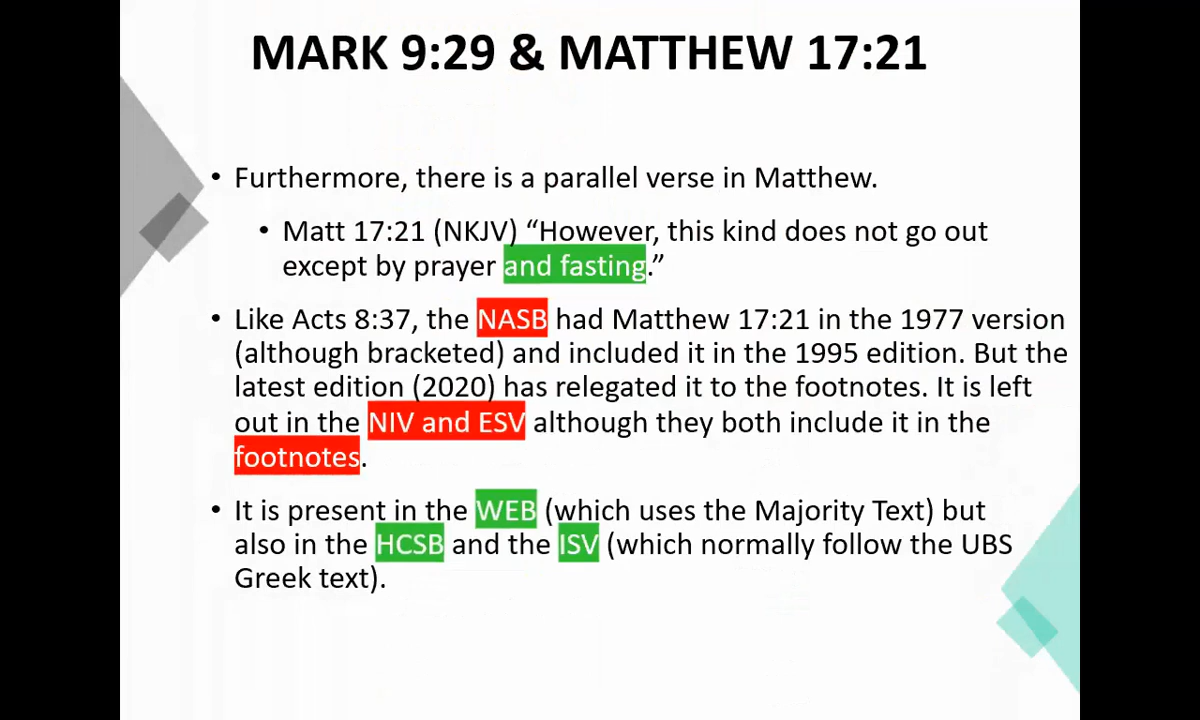 MARK 9:29 & MATTHEW 17:21
• Furthermore, there is a parallel verse in Matthew.
• Matt 17:21 (NKJV) “However, this kind does not go out
except by prayer and fasting.”
• Like Acts 8:37, the NASB had Matthew 17:21 in the 1977 version
(although bracketed) and included it in the 1995 edition. But the
latest edition (2020) has relegated it to the footnotes. It is left
out in the NIV and ESV although they both include it in the
footnotes.
• It is present in the WEB (which uses the Majority Text) but
also in the HCSB and the ISV (which normally follow the UBS
Greek text).